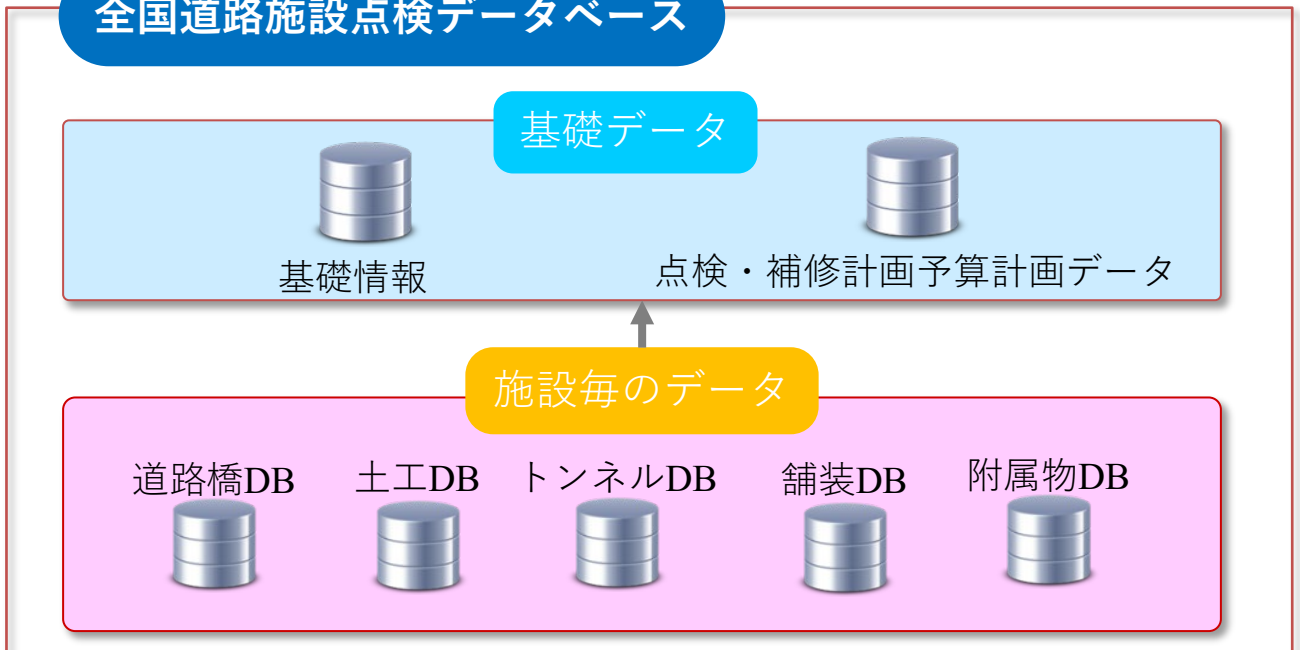 全国道路施設点検データベース
基礎データ
基礎情報
点検・補修計画予算計画データ
施設毎のデータ
道路橋DB
土工DB
トンネルDB
舗装DB
附属物DB